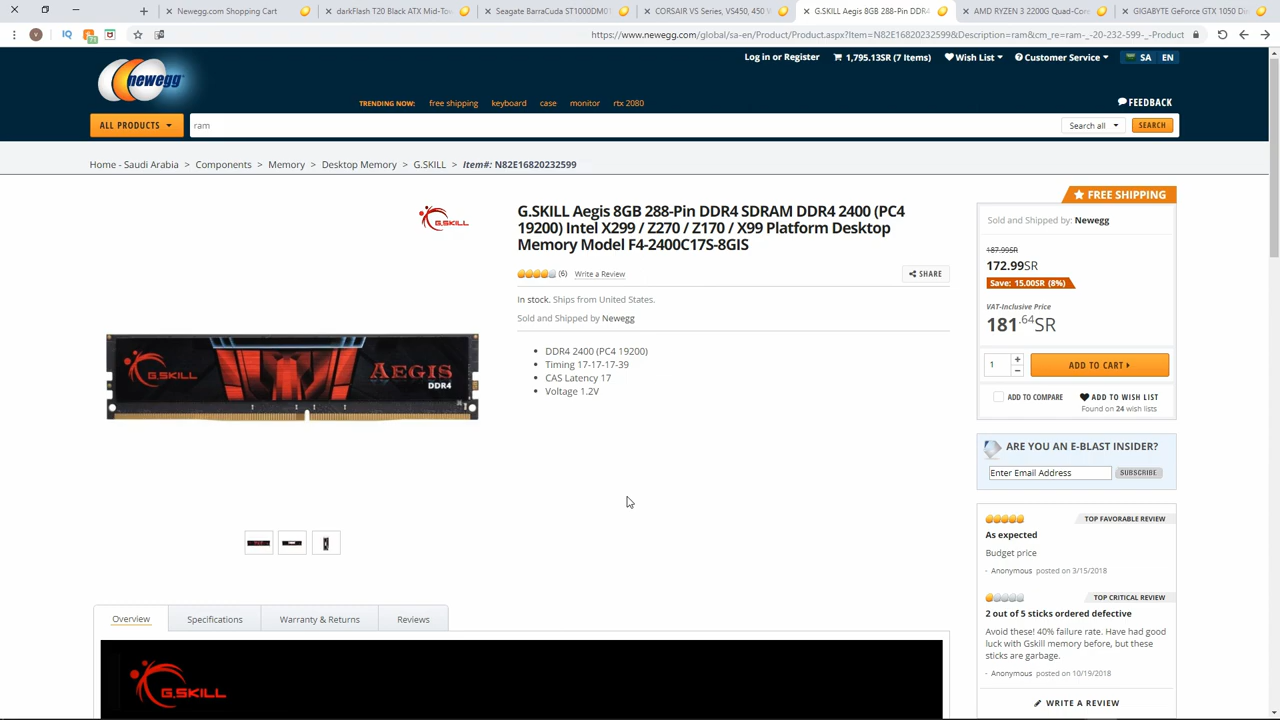 Newegg.com Shopping Cart
darkFlash T20 Black ATX Mid-Tow
Seagate BarraCuda ST1000DM01
CORSAIR VS Series, VS450, 450 W
G.SKILL Aegis 8GB 288-Pin DDR4
AMD RYZEN 3 2200G Quad-Core
GIGABYTE GeForce GTX 1050 D
https://www.newegg.com/global/sa-en/Product/Product.aspx?Item=N82E16820232599&Description=ram&cm_re=ram-_-20-232-599-_-Product
Log in or Register
1,795.13SR (7 Items)
Wish List
Customer Service
SA
EN
newegg
TRENDING NOW: free shipping keyboard case monitor rtx 2080
FEEDBACK
ALL PRODUCTS
ram
Search all
SEARCH
Home - Saudi Arabia > Components > Memory > Desktop Memory > G.SKILL > Item#: N82E16820232599
G.SKILL
G.SKILL Aegis 8GB 288-Pin DDR4 SDRAM DDR4 2400 (PC4
19200) Intel X299 / Z270 / Z170 / X99 Platform Desktop
Memory Model F4-2400C17S-8GIS
(6) Write a Review
SHARE
In stock. Ships from United States.
Sold and Shipped by Newegg
DDR4 2400 (PC4 19200)
Timing 17-17-17-39
CAS Latency 17
Voltage 1.2V
G.SKILL
AEGIS
DDR4
FREE SHIPPING
Sold and Shipped by: Newegg
187.99SR
172.99SR
Save: 15.00SR (8%)
VAT-Inclusive Price
181.64SR
1
ADD TO CART
ADD TO COMPARE
ADD TO WISH LIST
Found on 24 wish lists
ARE YOU AN E-BLAST INSIDER?
Enter Email Address
SUBSCRIBE
TOP FAVORABLE REVIEW
As expected
Budget price
- Anonymous posted on 3/15/2018
TOP CRITICAL REVIEW
2 out of 5 sticks ordered defective
Avoid these! 40% failure rate. Have had good
luck with Gskill memory before, but these
sticks are garbage.
- Anonymous posted on 10/19/2018
WRITE A REVIEW
Overview
Specifications
Warranty & Returns
Reviews
G.SKILL